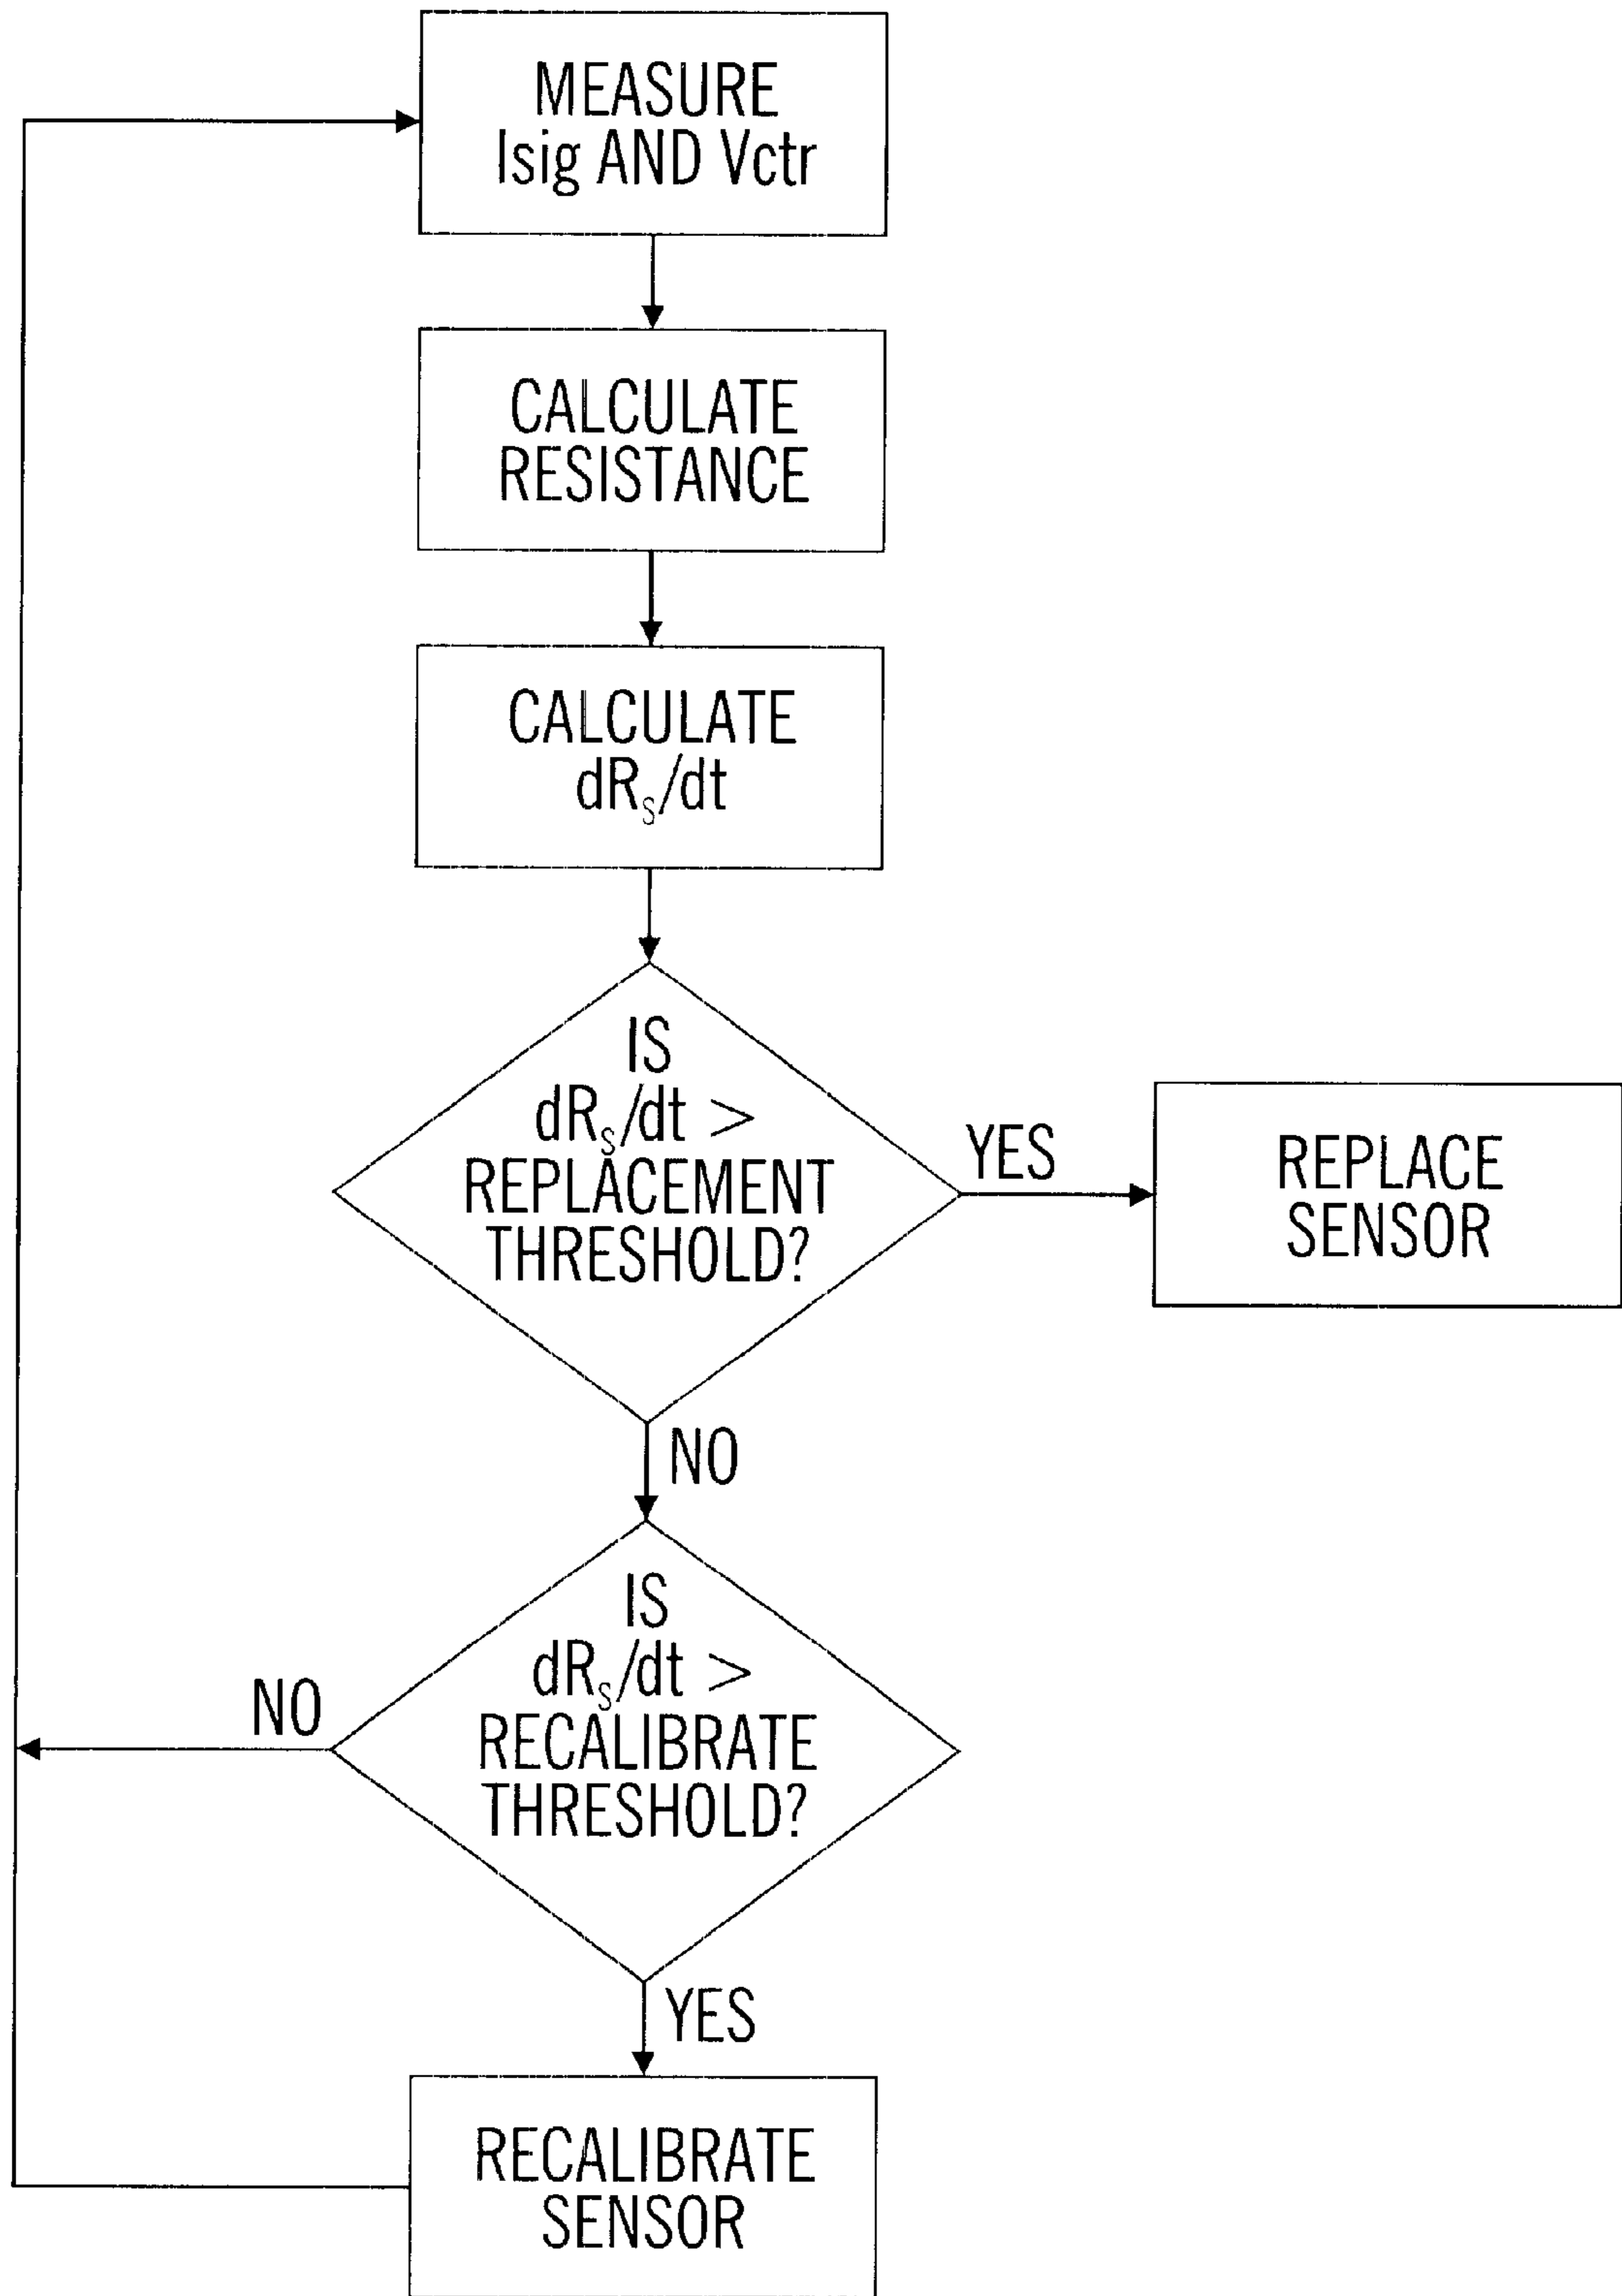 MEASURE
Isig AND Vctr
CALCULATE
RESISTANCE
CALCULATE
dRₛ/dt
IS
dRₛ/dt >
REPLACEMENT
THRESHOLD?
YES
REPLACE
SENSOR
NO
IS
dRₛ/dt >
RECALIBRATE
THRESHOLD?
NO
YES
RECALIBRATE
SENSOR